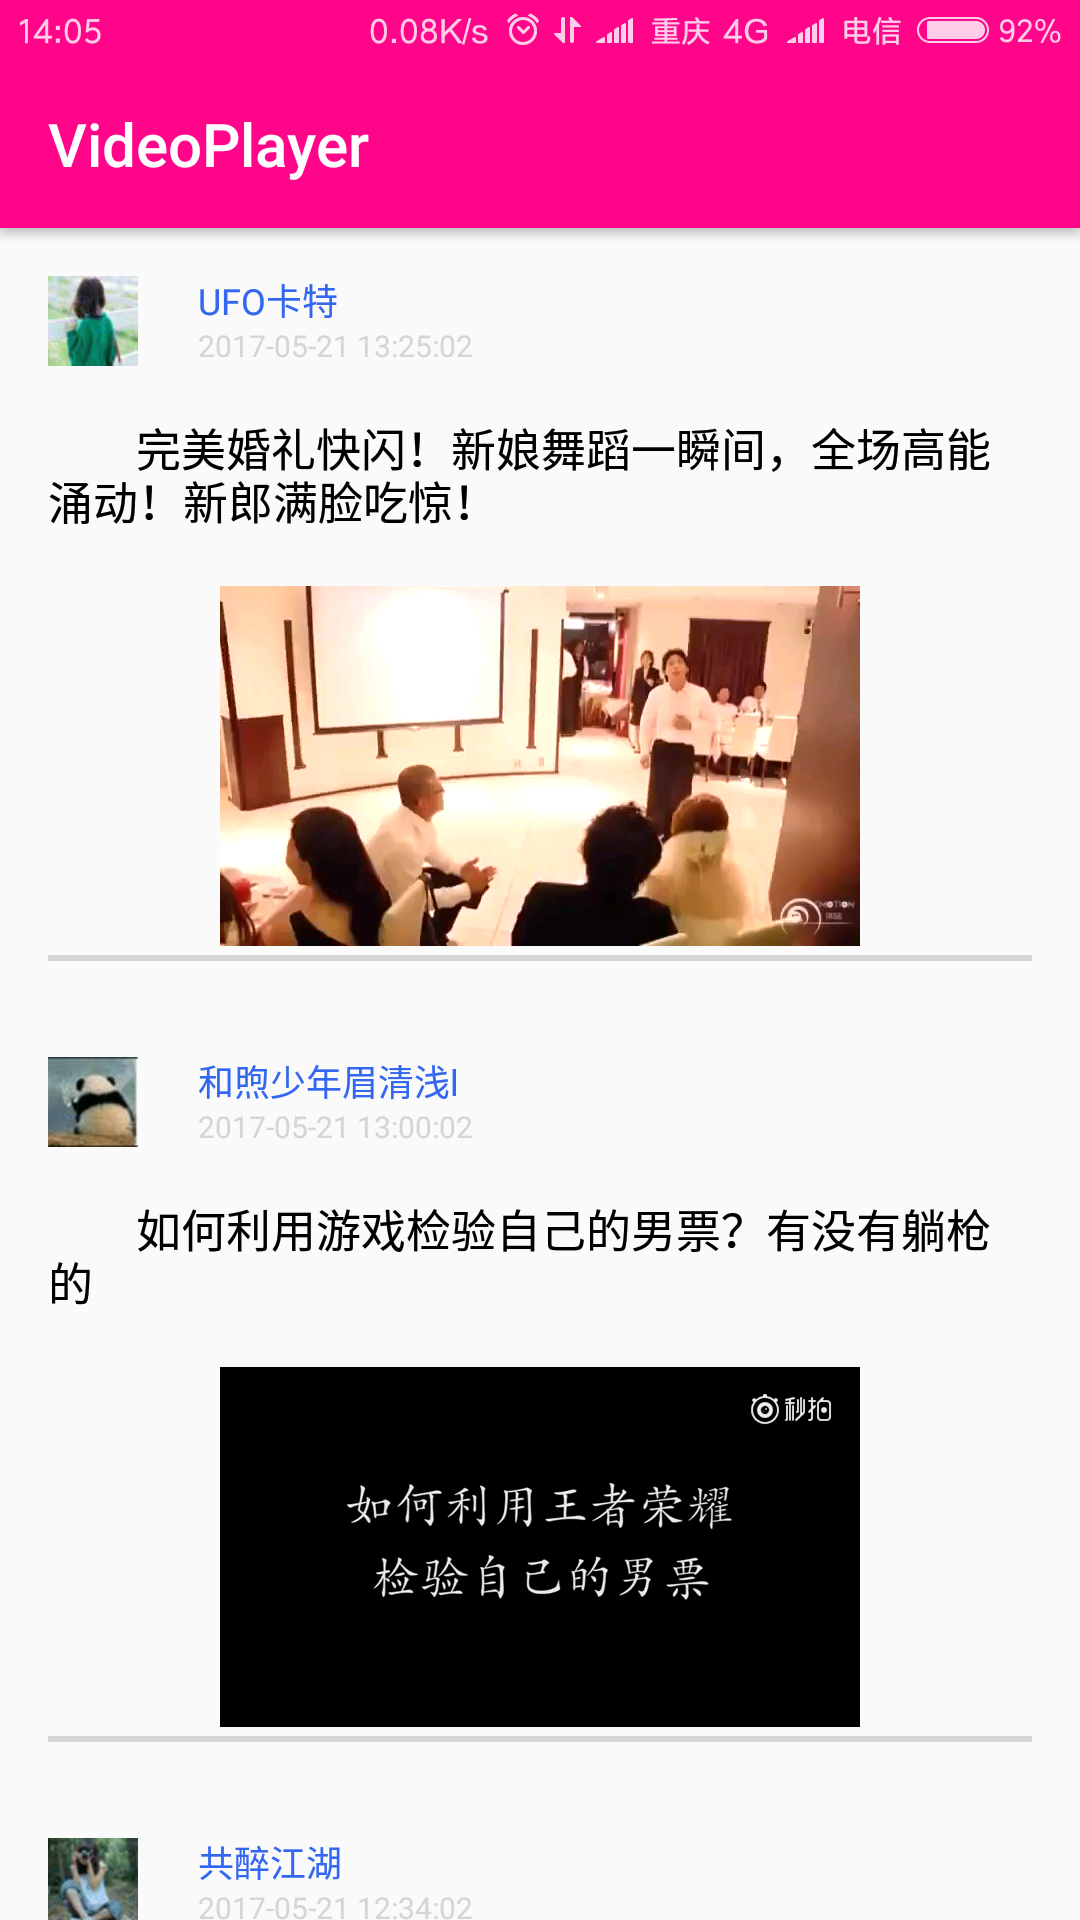 14:05 0.08K/s 重庆 4G 电信 92%
VideoPlayer
UFO卡特
2017-05-21 13:25:02
完美婚礼快闪！新娘舞蹈一瞬间，全场高能
涌动！新郎满脸吃惊！
和煦少年眉清浅l
2017-05-21 13:00:02
如何利用游戏检验自己的男票？有没有躺枪
的
秒拍
如何利用王者荣耀
检验自己的男票
共醉江湖
2017-05-21 12:34:02